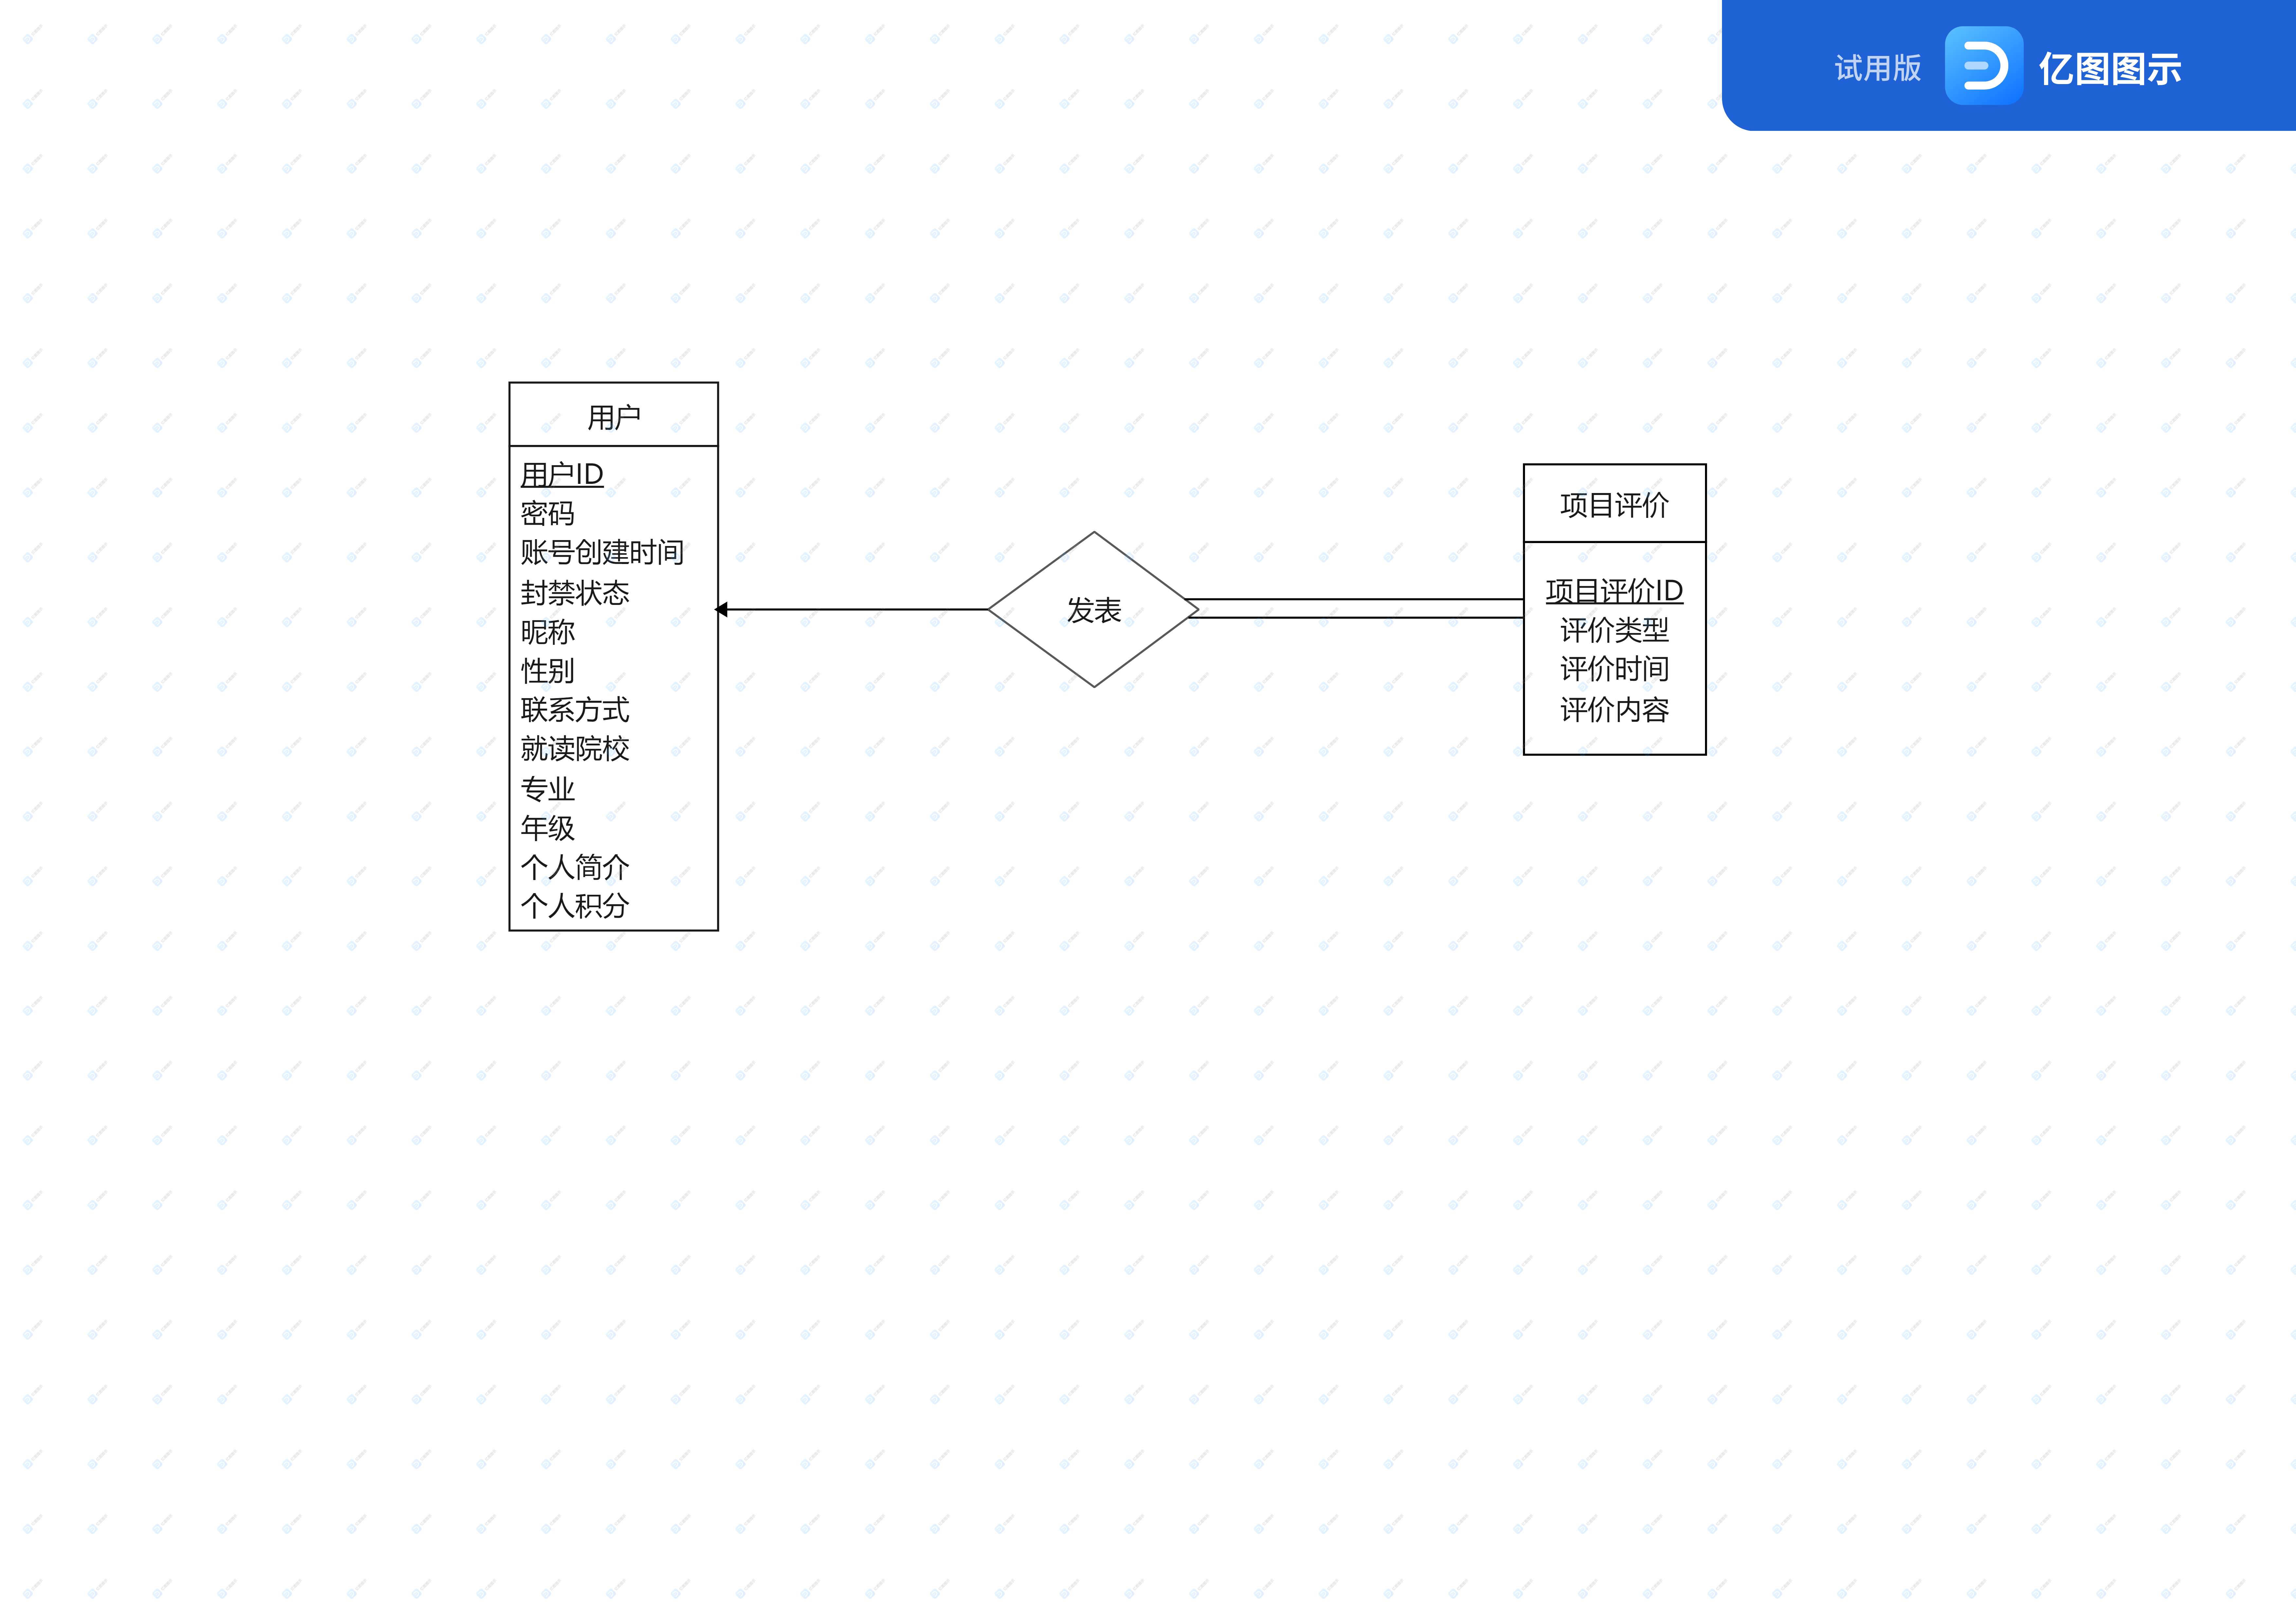 试用版 亿图图示
用户
用户ID
密码
账号创建时间
封禁状态
昵称
性别
联系方式
就读院校
专业
年级
个人简介
个人积分
发表
项目评价
项目评价ID
评价类型
评价时间
评价内容